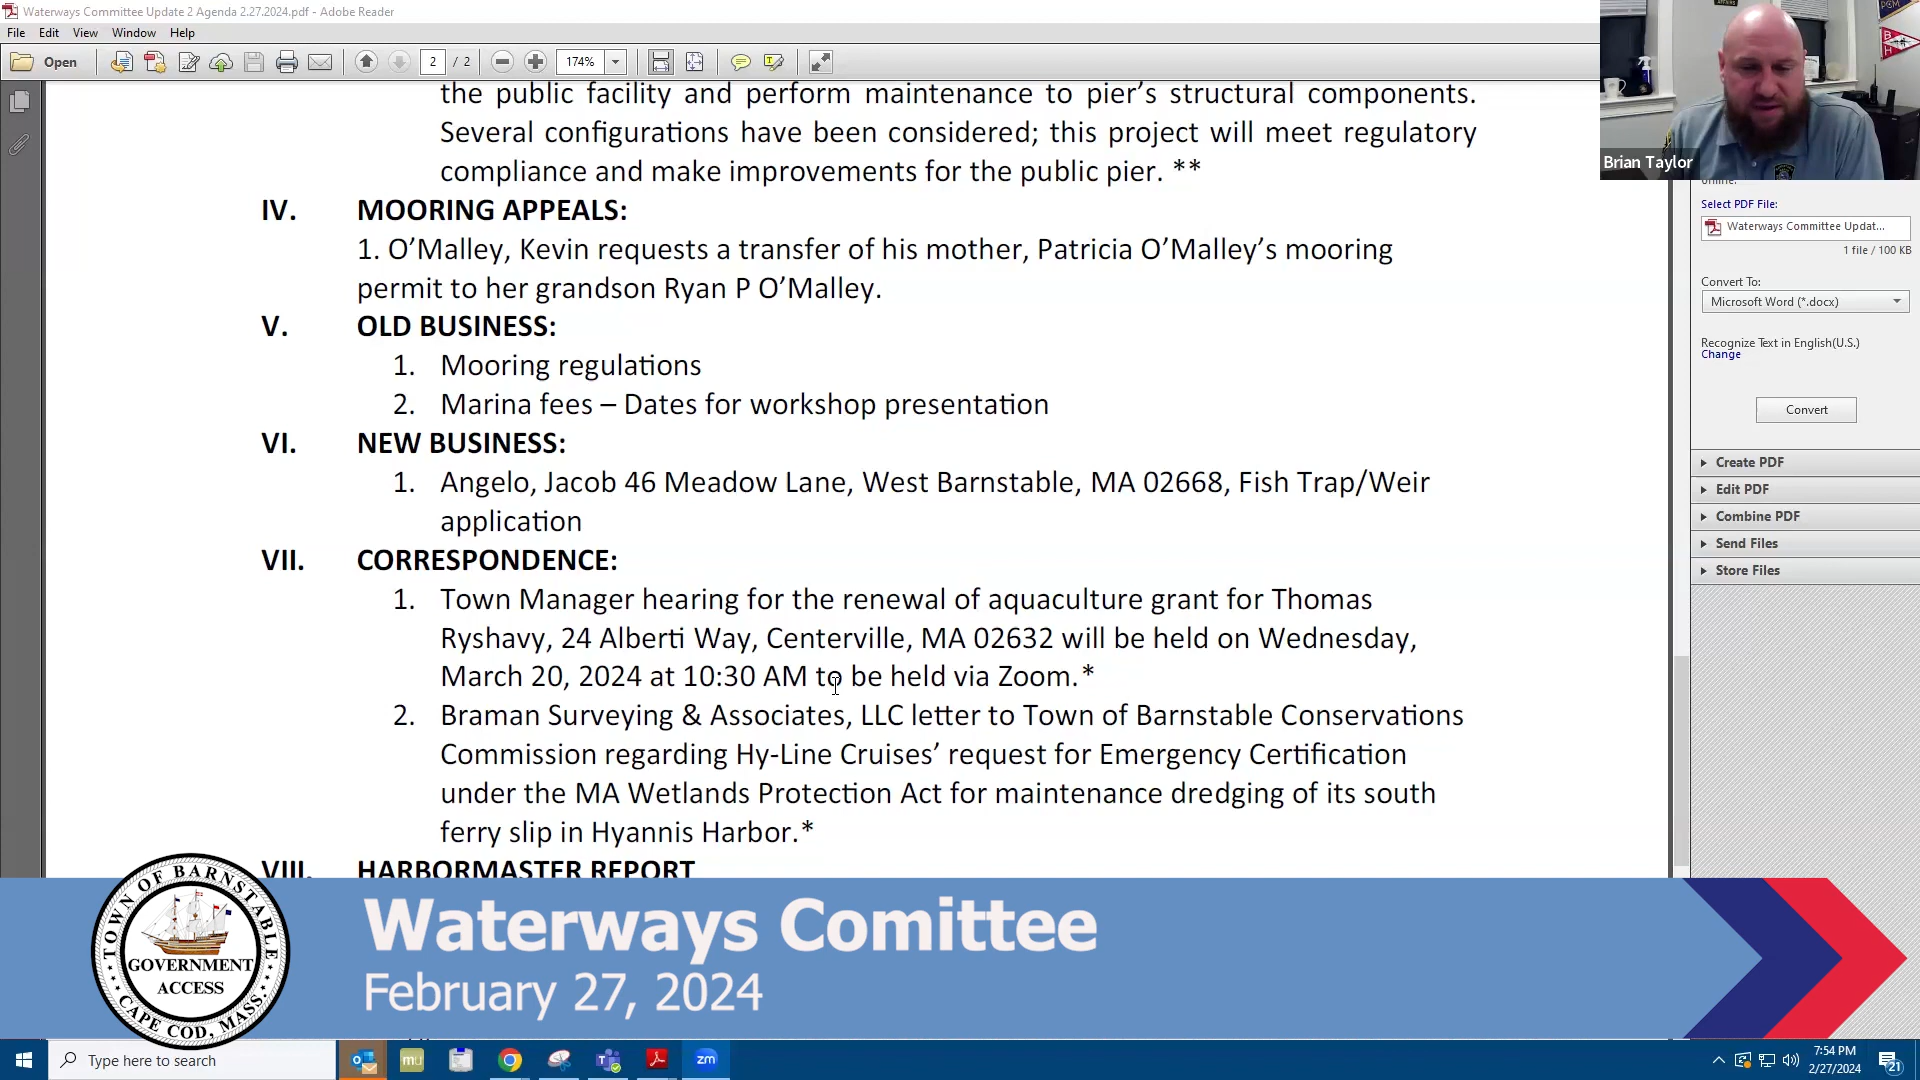 Waterways Committee Update 2 Agenda 2.27.2024.pdf - Adobe Reader
File Edit View Window Help
Open 2 / 2 174%
the public facility and perform maintenance to pier's structural components.
Several configurations have been considered; this project will meet regulatory
compliance and make improvements for the public pier. **
IV. MOORING APPEALS:
1. O'Malley, Kevin requests a transfer of his mother, Patricia O'Malley's mooring
permit to her grandson Ryan P O'Malley.
V. OLD BUSINESS:
1. Mooring regulations
2. Marina fees – Dates for workshop presentation
VI. NEW BUSINESS:
1. Angelo, Jacob 46 Meadow Lane, West Barnstable, MA 02668, Fish Trap/Weir
application
VII. CORRESPONDENCE:
1. Town Manager hearing for the renewal of aquaculture grant for Thomas
Ryshavy, 24 Alberti Way, Centerville, MA 02632 will be held on Wednesday,
March 20, 2024 at 10:30 AM to be held via Zoom.*
2. Braman Surveying & Associates, LLC letter to Town of Barnstable Conservations
Commission regarding Hy-Line Cruises' request for Emergency Certification
under the MA Wetlands Protection Act for maintenance dredging of its south
ferry slip in Hyannis Harbor.*
VIII. HARBORMASTER REPORT
Brian Taylor
online.
Select PDF File:
Waterways Committee Updat...
1 file / 100 KB
Convert To:
Microsoft Word (*.docx)
Recognize Text in English(U.S.)
Change
Convert
Create PDF
Edit PDF
Combine PDF
Send Files
Store Files
TOWN OF BARNSTABLE
GOVERNMENT
ACCESS
CAPE COD, MASS.
Waterways Comittee
February 27, 2024
Type here to search
mu
zm
7:54 PM
2/27/2024
21